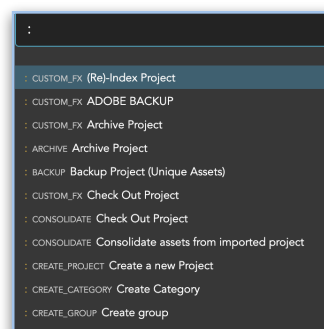 :
: CUSTOM_FX (Re)-Index Project
: CUSTOM_FX ADOBE BACKUP
: CUSTOM_FX Archive Project
: ARCHIVE Archive Project
: BACKUP Backup Project (Unique Assets)
: CUSTOM_FX Check Out Project
: CONSOLIDATE Check Out Project
: CONSOLIDATE Consolidate assets from imported project
: CREATE_PROJECT Create a new Project
: CREATE_CATEGORY Create Category
: CREATE_GROUP Create group